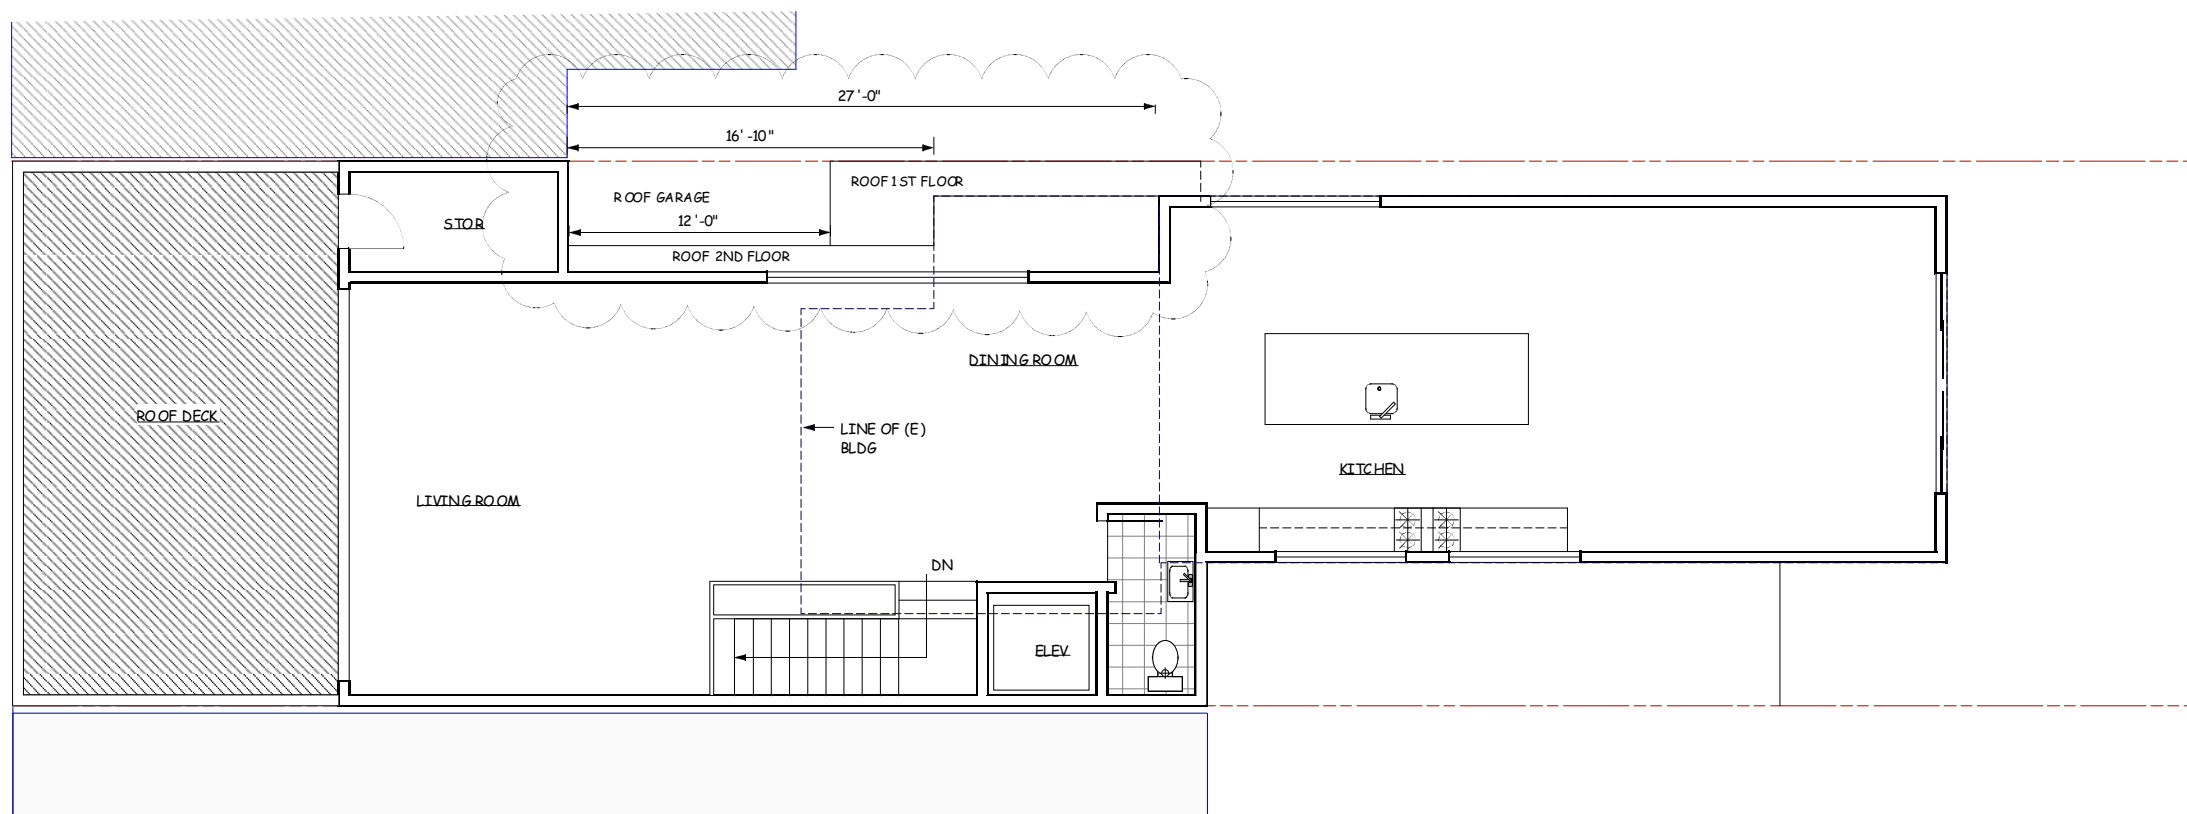 27'-0"
16'-10"
ROOF 1ST FLOOR
ROOF GARAGE
12'-0"
STOR
ROOF 2ND FLOOR
DINING ROOM
ROOF DECK
LINE OF (E)
BLDG
KITCHEN
LIVING ROOM
DN
ELEV